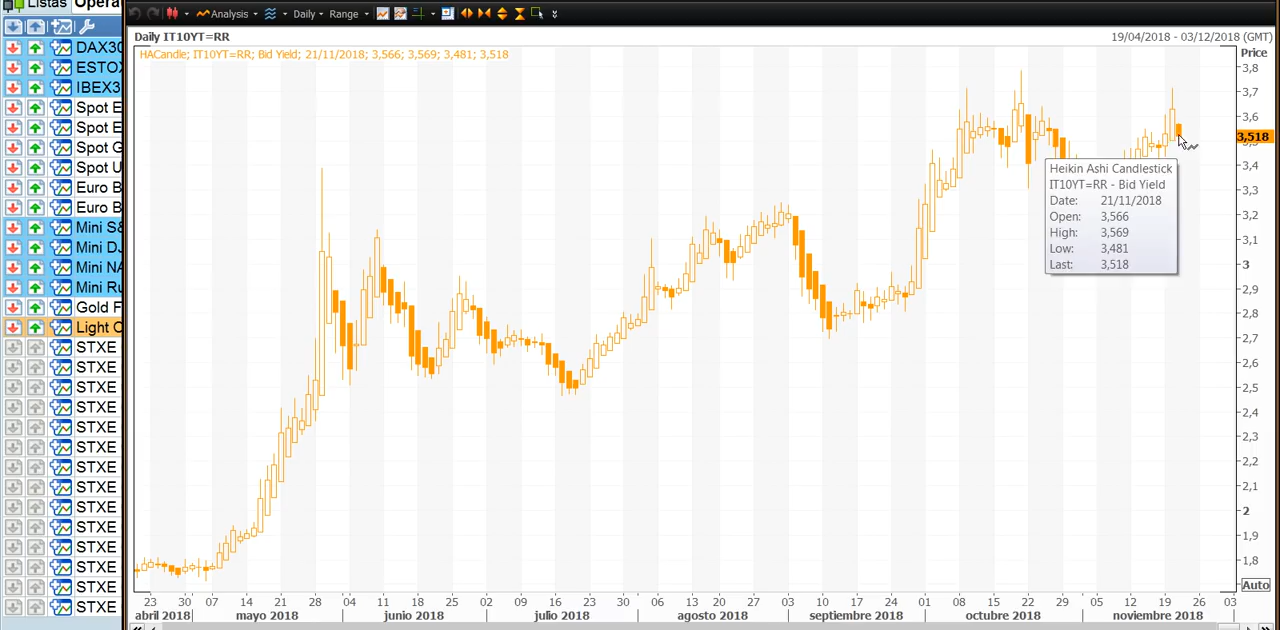 Listas
Opera
Analysis
Daily
Range
Daily IT10YT=RR
19/04/2018 - 03/12/2018 (GMT)
HACandle; IT10YT=RR; Bid Yield; 21/11/2018; 3,566; 3,569; 3,481; 3,518
Price
DAX30
ESTOX
IBEX3
Spot E
Spot E
Spot G
Spot U
Euro B
Euro B
Mini S&
Mini DJ
Mini NA
Mini Ru
Gold F
Light C
STXE
STXE
STXE
STXE
STXE
STXE
STXE
STXE
STXE
STXE
STXE
STXE
STXE
STXE
3,8
3,7
3,6
3,518
3,4
3,3
3,2
3,1
3
2,9
2,8
2,7
2,6
2,5
2,4
2,3
2,2
2,1
2
1,9
1,8
Auto
Heikin Ashi Candlestick
IT10YT=RR - Bid Yield
Date: 21/11/2018
Open: 3,566
High: 3,569
Low: 3,481
Last: 3,518
23 30 07 14 21 28 04 11 18 25 02 09 16 23 30 06 13 20 27 03 10 17 24 01 08 15 22 29 05 12 19 26 03
abril 2018 mayo 2018 junio 2018 julio 2018 agosto 2018 septiembre 2018 octubre 2018 noviembre 2018